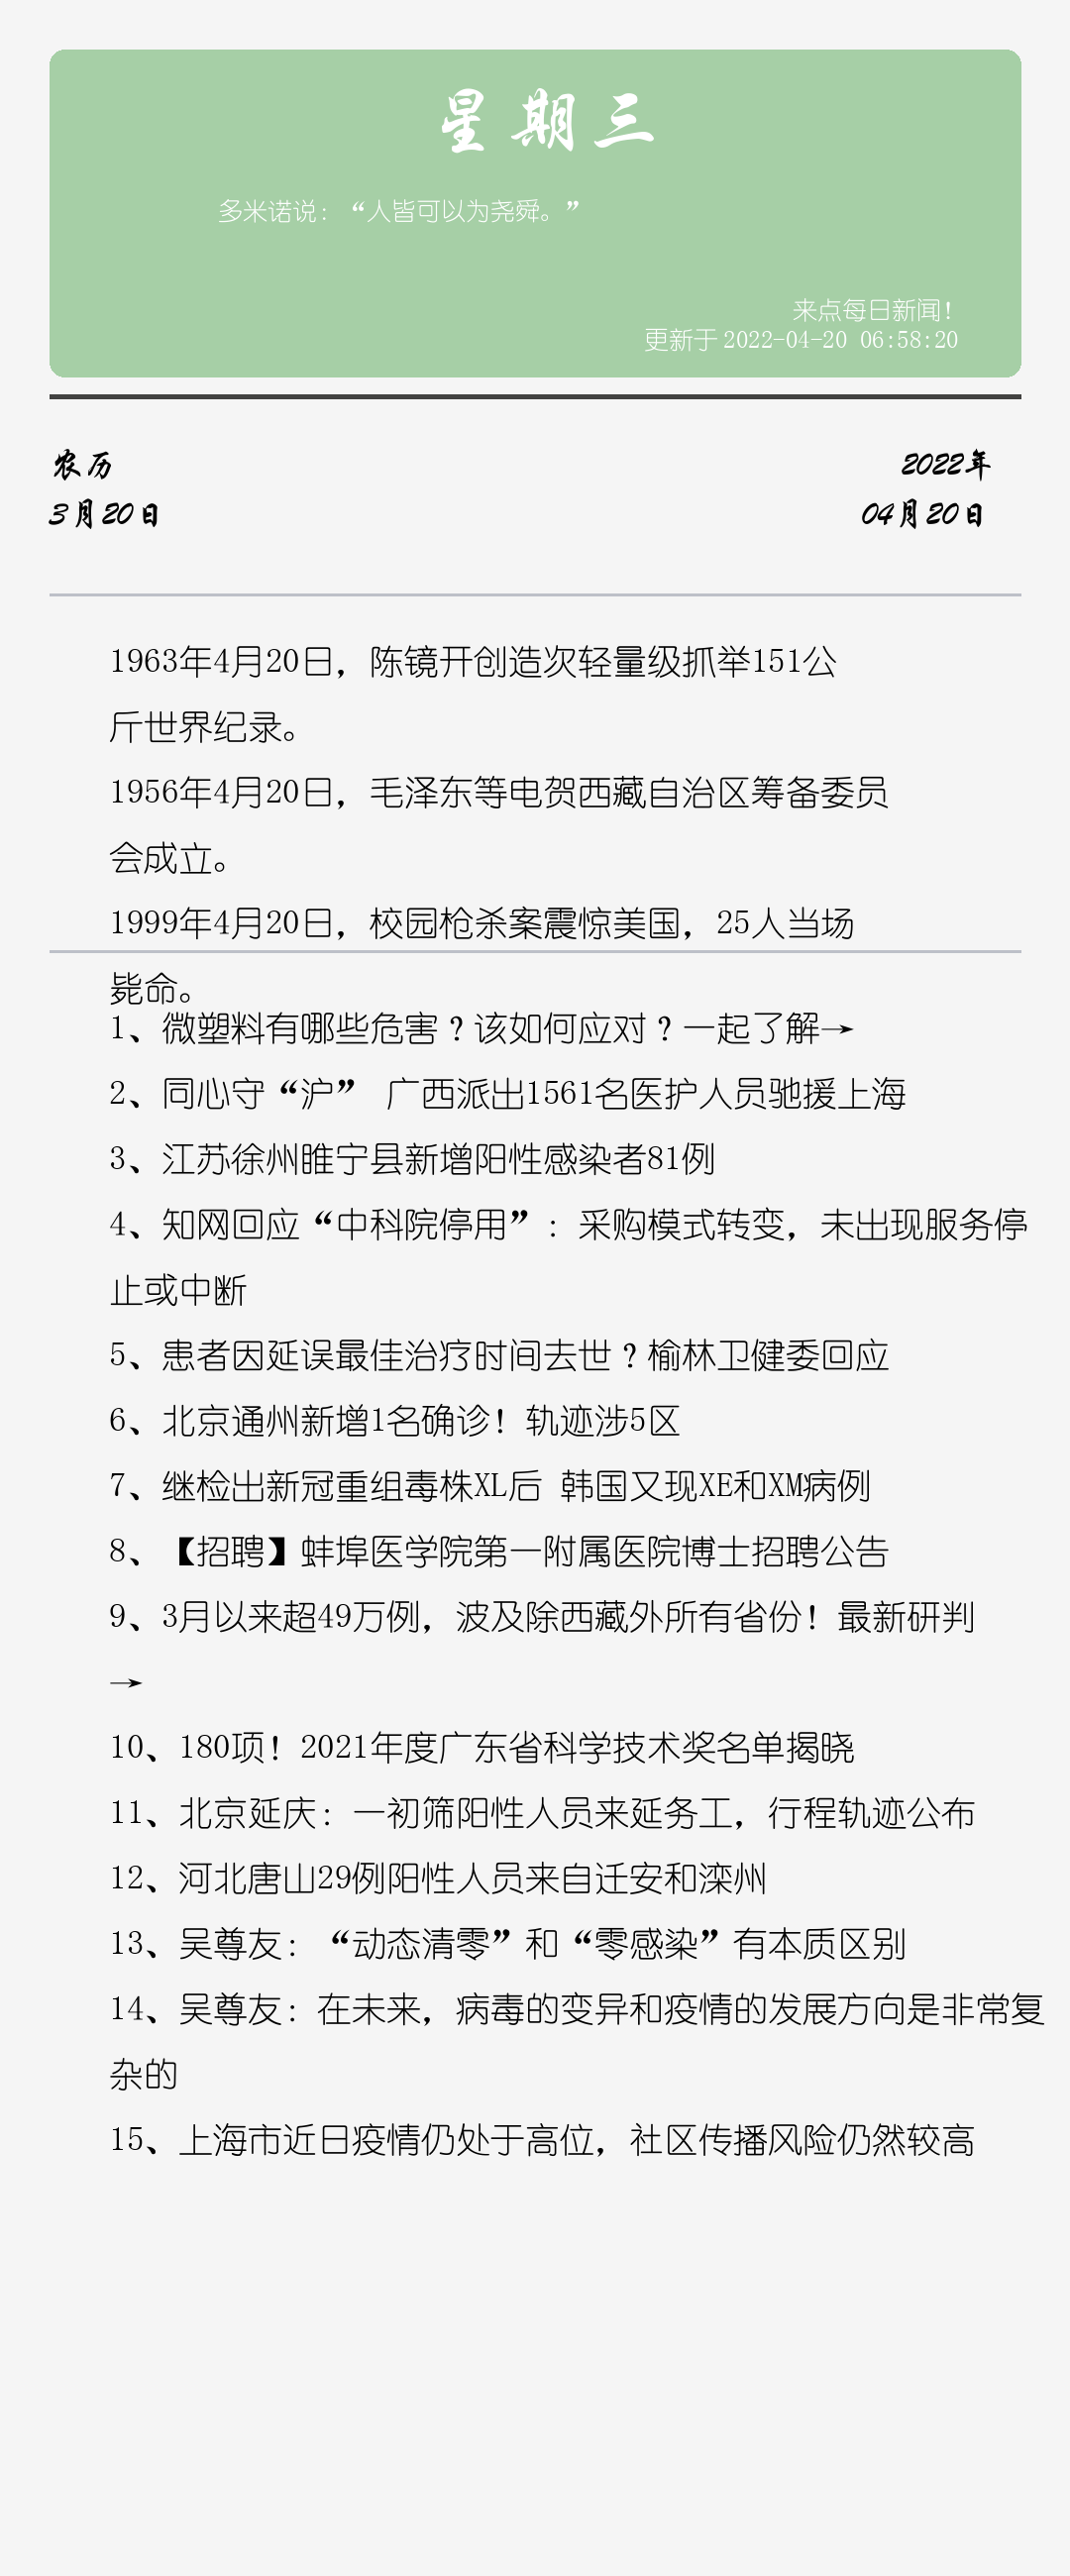 星期三
多米诺说：“人皆可以为尧舜。”
来点每日新闻！
更新于2022-04-20 06:58:20
农历
2022年
3月20日
04月20日
1963年4月20日，陈镜开创造次轻量级抓举151公
斤世界纪录。
1956年4月20日，毛泽东等电贺西藏自治区筹备委员
会成立。
1999年4月20日，校园枪杀案震惊美国，25人当场
毙命。
1、微塑料有哪些危害？该如何应对？一起了解→
2、同心守“沪” 广西派出1561名医护人员驰援上海
3、江苏徐州睢宁县新增阳性感染者81例
4、知网回应“中科院停用”：采购模式转变，未出现服务停
止或中断
5、患者因延误最佳治疗时间去世？榆林卫健委回应
6、北京通州新增1名确诊！轨迹涉5区
7、继检出新冠重组毒株XL后 韩国又现XE和XM病例
8、【招聘】蚌埠医学院第一附属医院博士招聘公告
9、3月以来超49万例，波及除西藏外所有省份！最新研判
→
10、180项！2021年度广东省科学技术奖名单揭晓
11、北京延庆：一初筛阳性人员来延务工，行程轨迹公布
12、河北唐山29例阳性人员来自迁安和滦州
13、吴尊友：“动态清零”和“零感染”有本质区别
14、吴尊友：在未来，病毒的变异和疫情的发展方向是非常复
杂的
15、上海市近日疫情仍处于高位，社区传播风险仍然较高